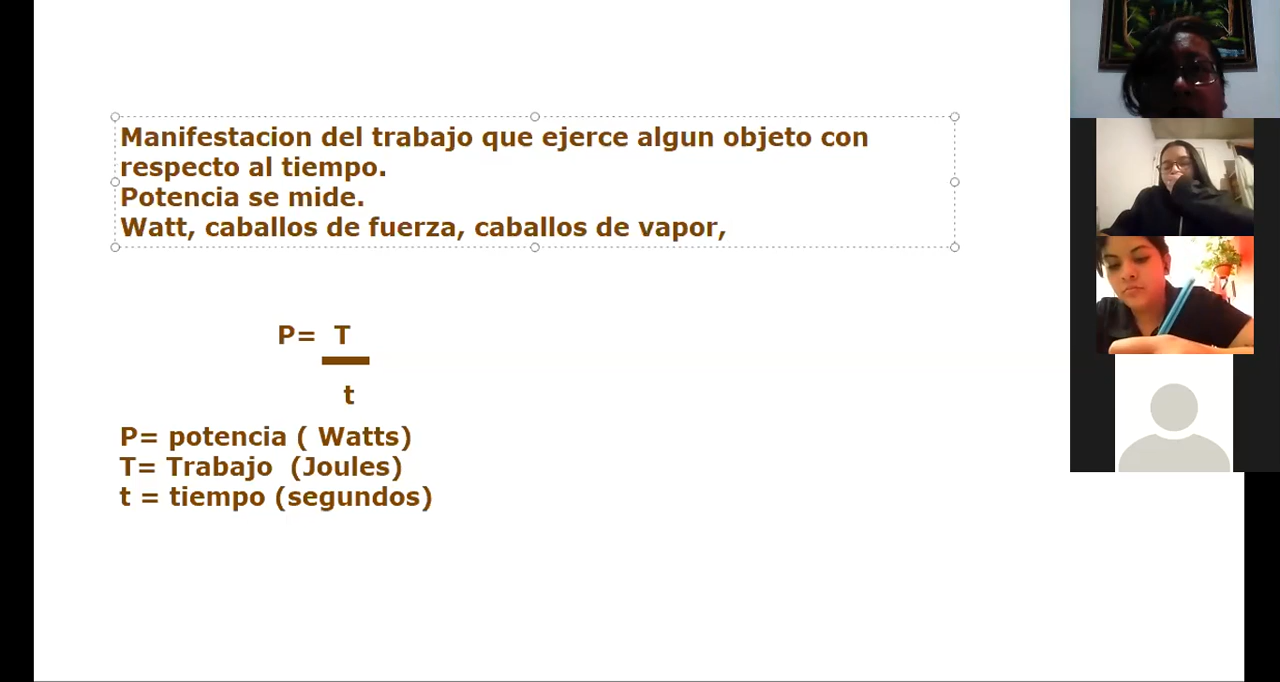 Manifestacion del trabajo que ejerce algun objeto con
respecto al tiempo.
Potencia se mide.
Watt, caballos de fuerza, caballos de vapor,
P= T
t
P= potencia ( Watts)
T= Trabajo (Joules)
t = tiempo (segundos)